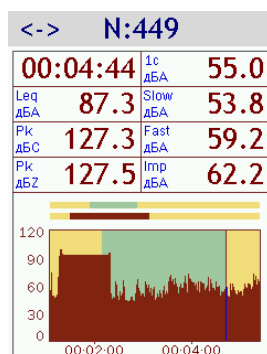 <-> N:449
00:04:44 1с дБА 55.0
Leq дБА 87.3 Slow дБА 53.8
Pk дБC 127.3 Fast дБА 59.2
Pk дБZ 127.5 Imp дБА 62.2
120
90
60
30
0
00:02:00 00:04:00